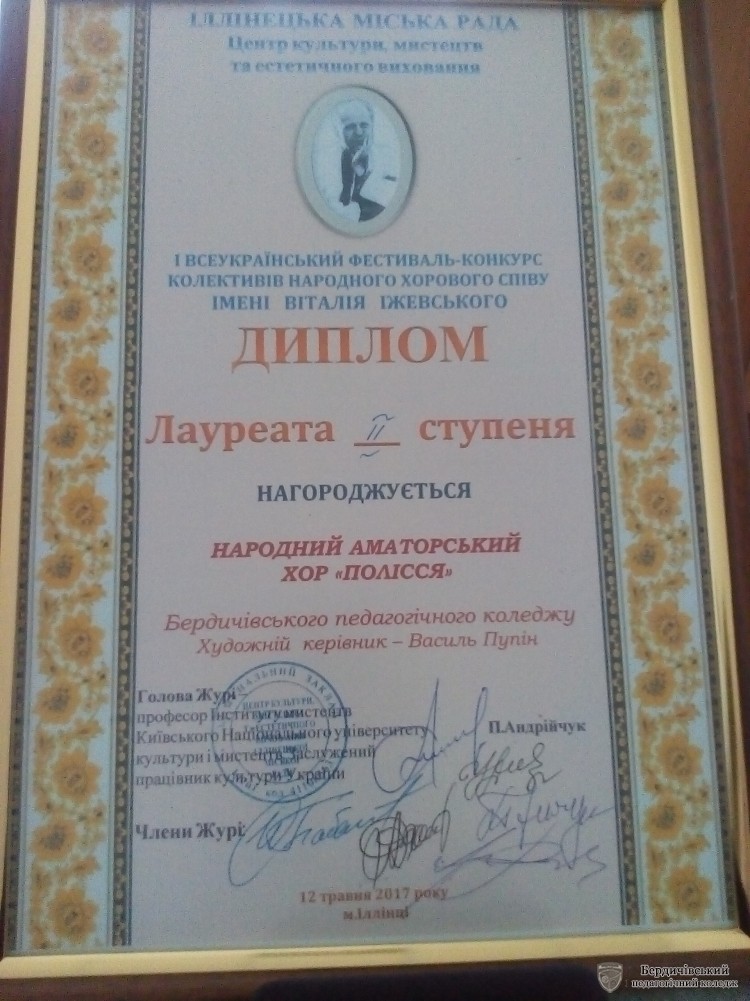 ІЛЛІНЕЦЬКА МІСЬКА РАДА
Центр культури, мистецтв
та естетичного виховання
І ВСЕУКРАЇНСЬКИЙ ФЕСТИВАЛЬ-КОНКУРС
КОЛЕКТИВІВ НАРОДНОГО ХОРОВОГО СПІВУ
ІМЕНІ ВІТАЛІЯ ІЖЕВСЬКОГО
ДИПЛОМ
Лауреата II ступеня
НАГОРОДЖУЄТЬСЯ
НАРОДНИЙ АМАТОРСЬКИЙ
ХОР «ПОЛІССЯ»
Бердичівського педагогічного коледжу
Художній керівник – Василь Пупін
Голова Журі
професор Інституту мистецтв
Київського Національного університету
культури і мистецтв, Заслужений
працівник культури України
П.Андрійчук
Члени Журі:
12 травня 2017 року
м.Іллінці
Бердичівський
педагогічний коледж